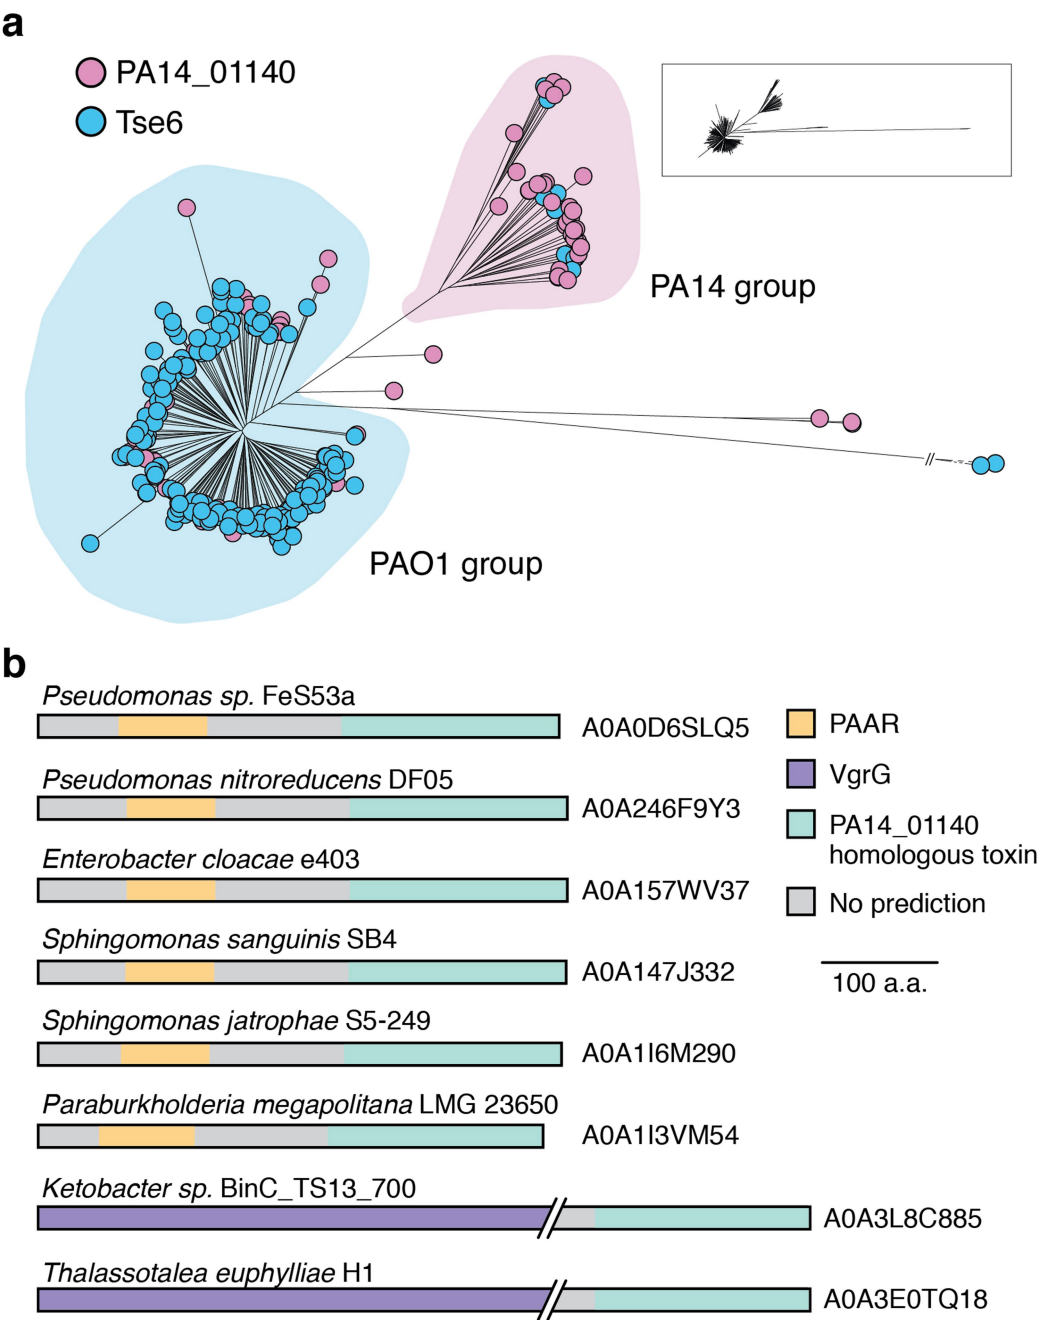 a
PA14_01140
Tse6
PA14 group
PAO1 group
b
Pseudomonas sp. FeS53a
A0A0D6SLQ5
Pseudomonas nitroreducens DF05
A0A246F9Y3
Enterobacter cloacae e403
A0A157WV37
Sphingomonas sanguinis SB4
A0A147J332
Sphingomonas jatrophae S5-249
A0A1I6M290
Paraburkholderia megapolitana LMG 23650
A0A1I3VM54
Ketobacter sp. BinC_TS13_700
A0A3L8C885
Thalassotalea euphylliae H1
A0A3E0TQ18
PAAR
VgrG
PA14_01140
homologous toxin
No prediction
100 a.a.